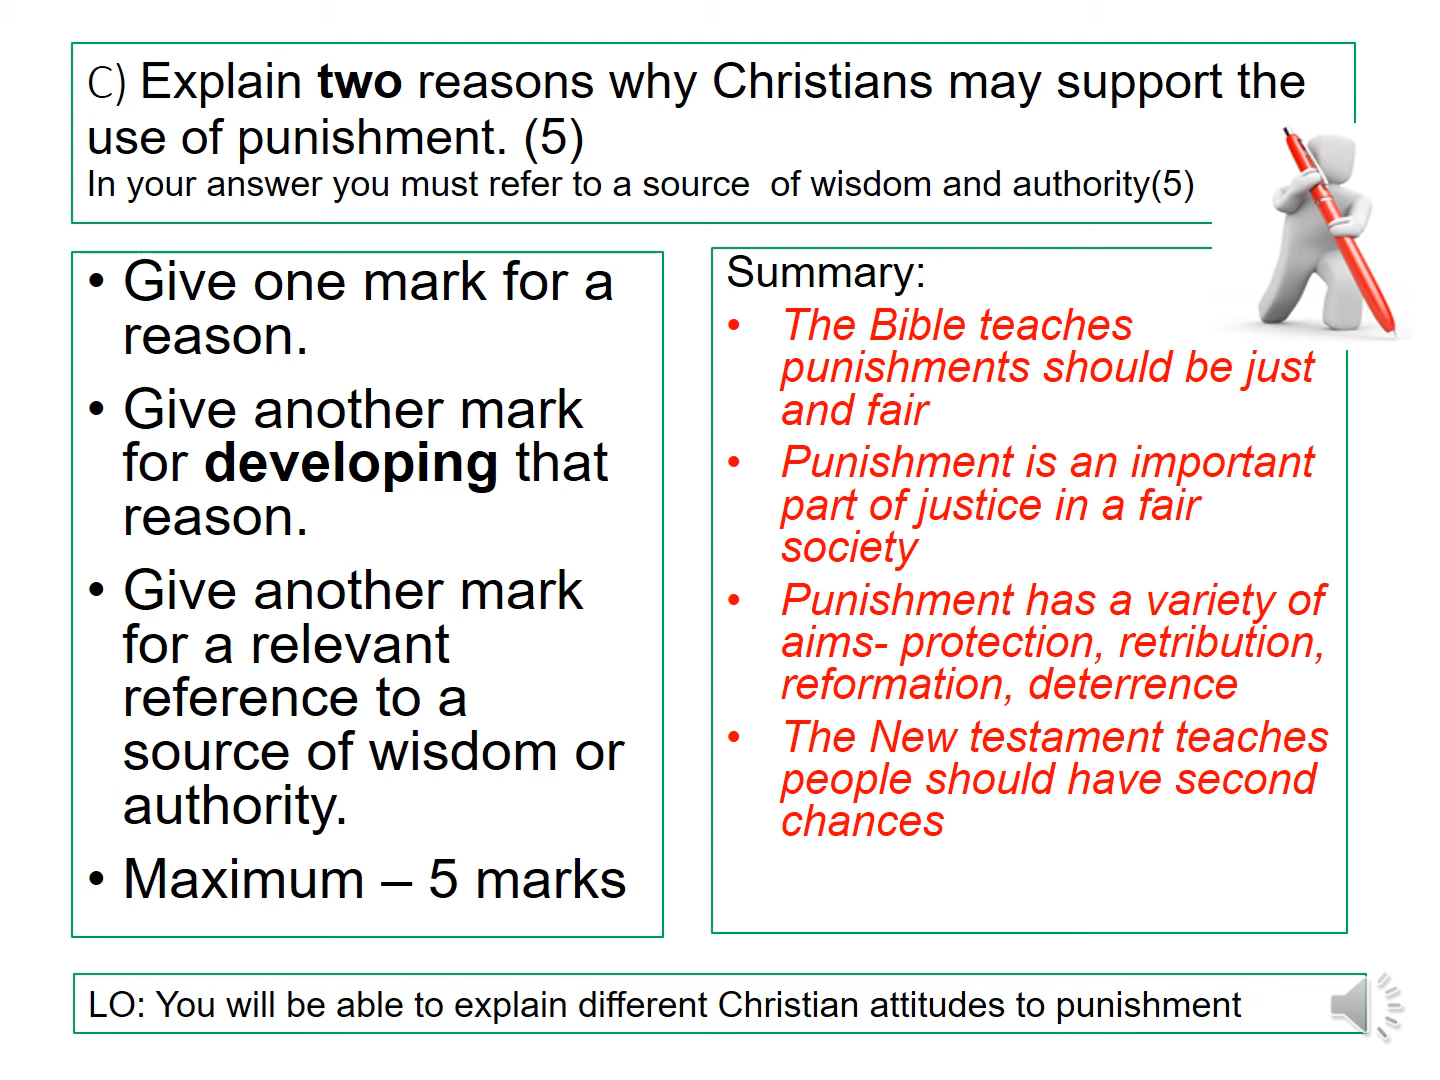 C) Explain two reasons why Christians may support the
use of punishment. (5)
In your answer you must refer to a source  of wisdom and authority(5)
• Give one mark for a
reason.
• Give another mark
for developing that
reason.
• Give another mark
for a relevant
reference to a
source of wisdom or
authority.
• Maximum – 5 marks
Summary:
• The Bible teaches
punishments should be just
and fair
• Punishment is an important
part of justice in a fair
society
• Punishment has a variety of
aims- protection, retribution,
reformation, deterrence
• The New testament teaches
people should have second
chances
LO: You will be able to explain different Christian attitudes to punishment